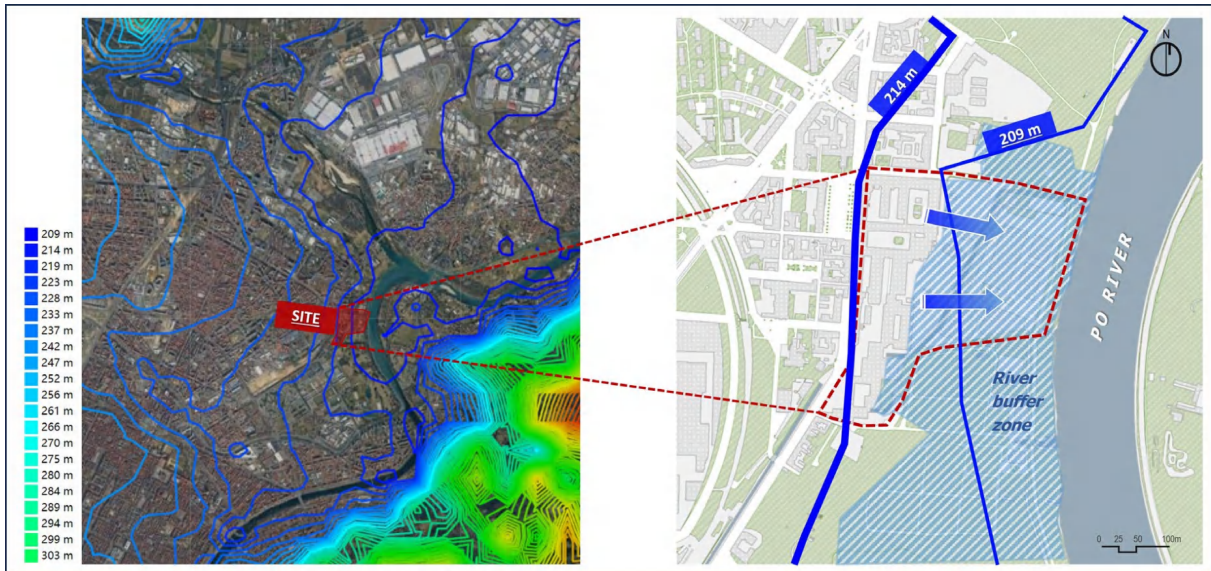 209 m
214 m
219 m
223 m
228 m
233 m
237 m
242 m
247 m
252 m
256 m
261 m
266 m
270 m
275 m
280 m
284 m
289 m
294 m
299 m
303 m
SITE
214 m
209 m
N
PO RIVER
River
buffer
zone
0 25 50 100m